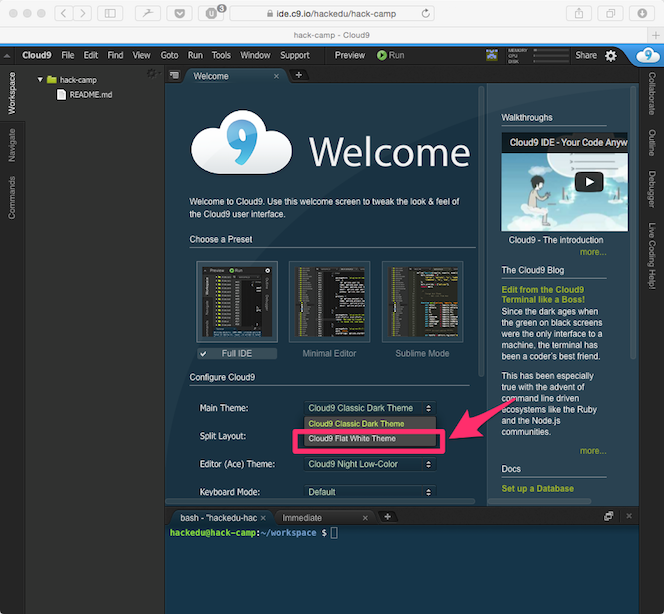 3
ide.c9.io/hackedu/hack-camp
hack-camp - Cloud9
Cloud9 File Edit Find View Goto Run Tools Window Support Preview Run
MEMORY
CPU
DISK
Share
Workspace
Navigate
Commands
hack-camp
README.md
Welcome
9
Welcome
Welcome to Cloud9. Use this welcome screen to tweak the look & feel of
the Cloud9 user interface.
Choose a Preset
Full IDE
Minimal Editor
Sublime Mode
Configure Cloud9
Main Theme:
Cloud9 Classic Dark Theme
Cloud9 Classic Dark Theme
Split Layout:
Cloud9 Flat White Theme
Editor (Ace) Theme:
Cloud9 Night Low-Color
Keyboard Mode:
Default
Walkthroughs
Cloud9 IDE - Your Code Anyw
Cloud9 - The introduction
more...
The Cloud9 Blog
Edit from the Cloud9
Terminal like a Boss!
Since the dark ages when
the green on black screens
were the only interface to a
machine, the terminal has
been a coder's best friend.
This has been especially
true with the advent of
command line driven
ecosystems like the Ruby
and the Node.js
communities.
more...
Docs
Set up a Database
Collaborate
Outline
Debugger
Live Coding Help!
bash - "hackedu-hac
Immediate
hackedu@hack-camp:~/workspace $